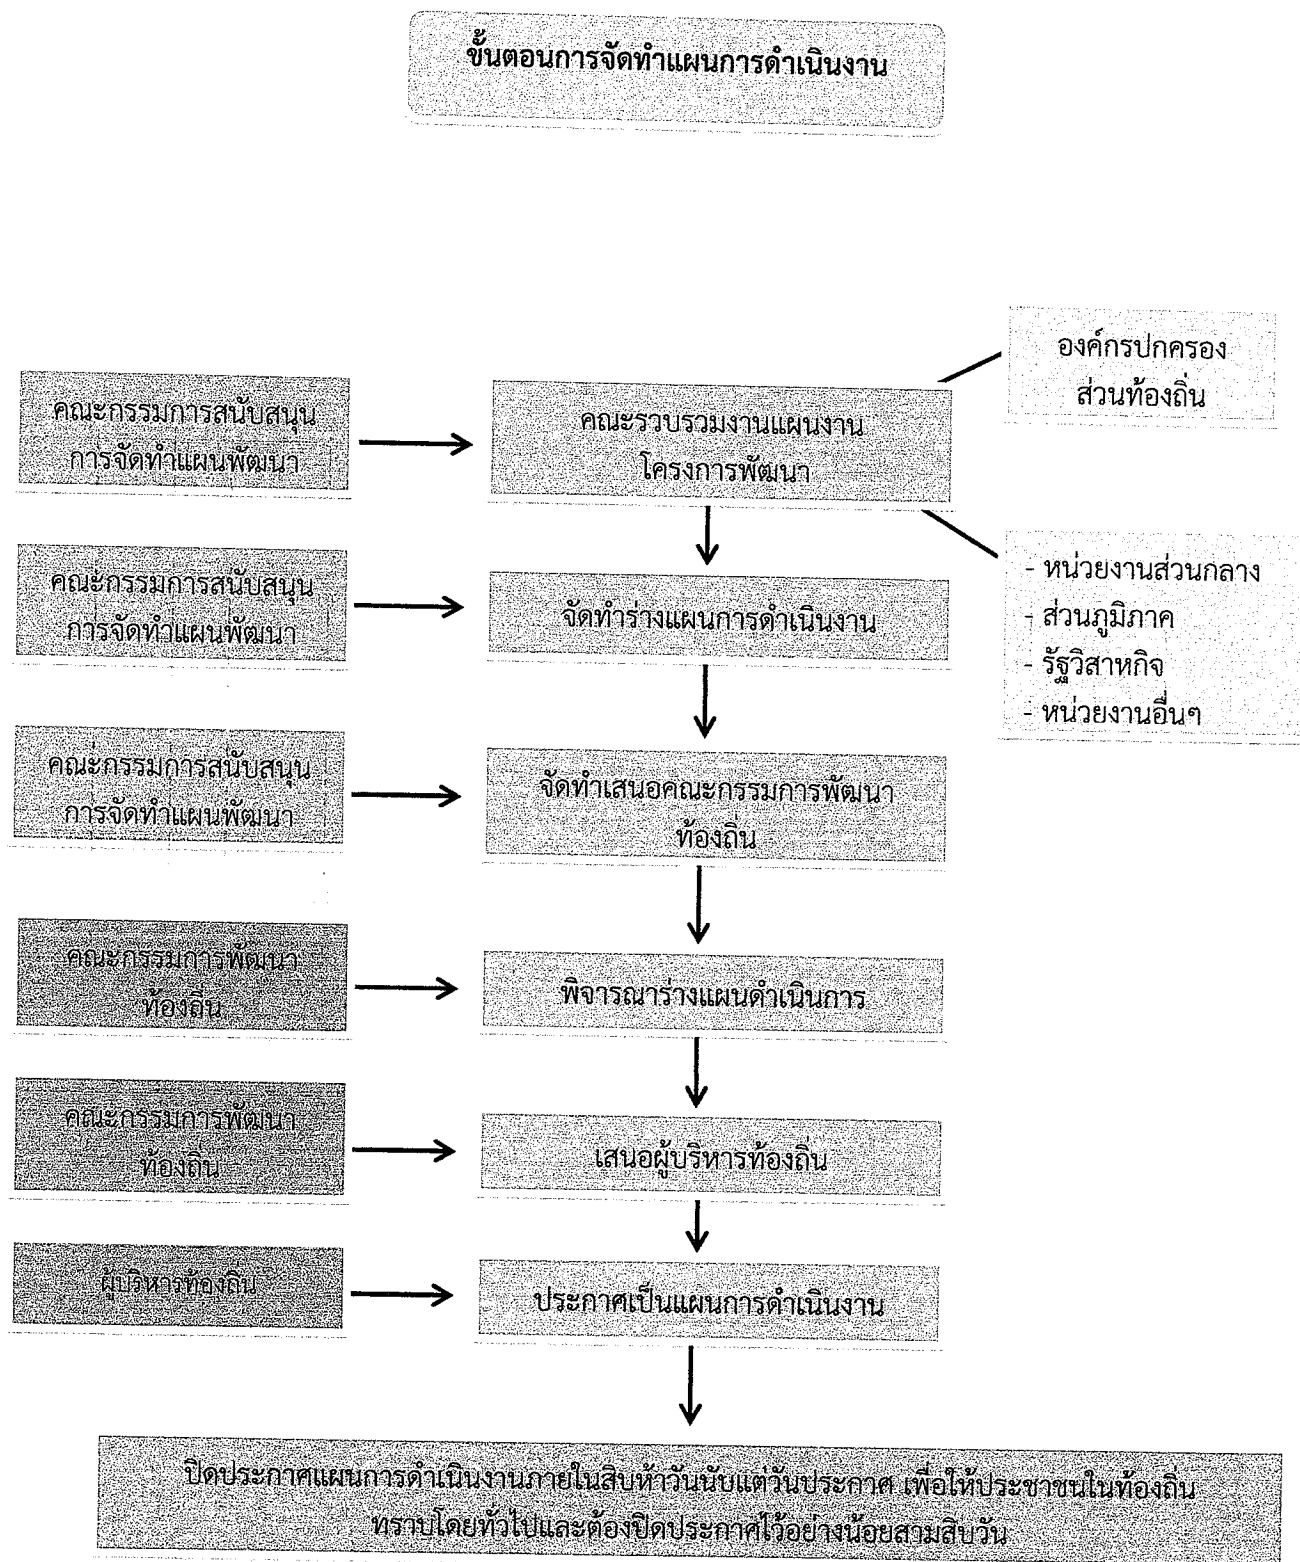 ขั้นตอนการจัดทำแผนการดำเนินงาน
องค์กรปกครอง
ส่วนท้องถิ่น
คณะกรรมการสนับสนุน
การจัดทำแผนพัฒนา
คณะรวบรวมงานแผนงาน
โครงการพัฒนา
- หน่วยงานส่วนกลาง
- ส่วนภูมิภาค
- รัฐวิสาหกิจ
- หน่วยงานอื่นๆ
คณะกรรมการสนับสนุน
การจัดทำแผนพัฒนา
จัดทำร่างแผนการดำเนินงาน
คณะกรรมการสนับสนุน
การจัดทำแผนพัฒนา
จัดทำเสนอคณะกรรมการพัฒนา
ท้องถิ่น
คณะกรรมการพัฒนา
ท้องถิ่น
พิจารณาร่างแผนดำเนินการ
คณะกรรมการพัฒนา
ท้องถิ่น
เสนอผู้บริหารท้องถิ่น
ผู้บริหารท้องถิ่น
ประกาศเป็นแผนการดำเนินงาน
ปิดประกาศแผนการดำเนินงานภายในสิบห้าวันนับแต่วันประกาศ เพื่อให้ประชาชนในท้องถิ่น
ทราบโดยทั่วไปและต้องปิดประกาศไว้อย่างน้อยสามสิบวัน